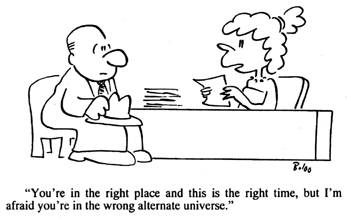 Baloo
"You're in the right place and this is the right time, but I'm
afraid you're in the wrong alternate universe."